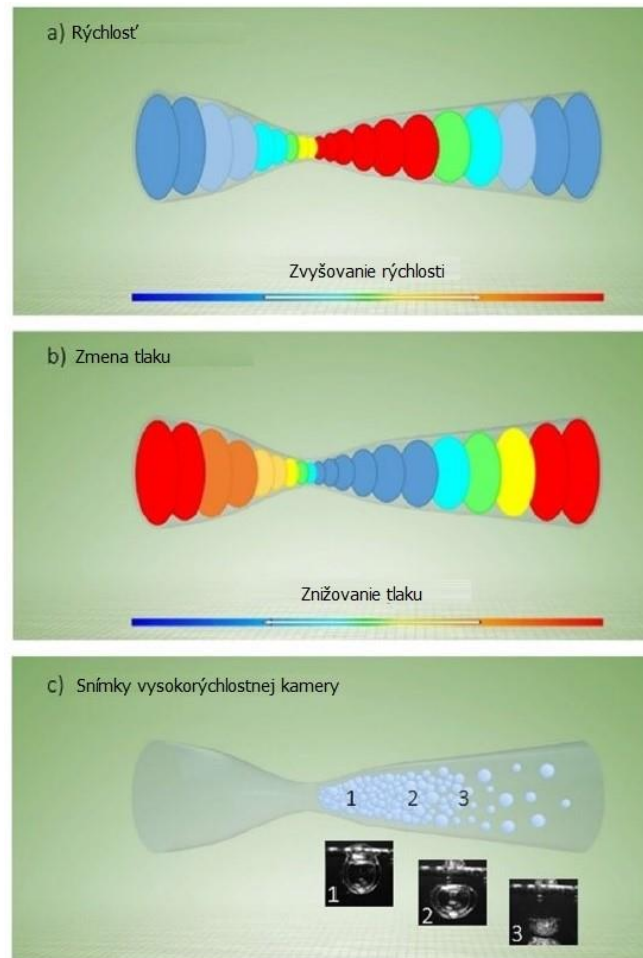 a) Rýchlosť
Zvyšovanie rýchlosti
b) Zmena tlaku
Znižovanie tlaku
c) Snímky vysokorýchlostnej kamery
1 2 3
1
2
3